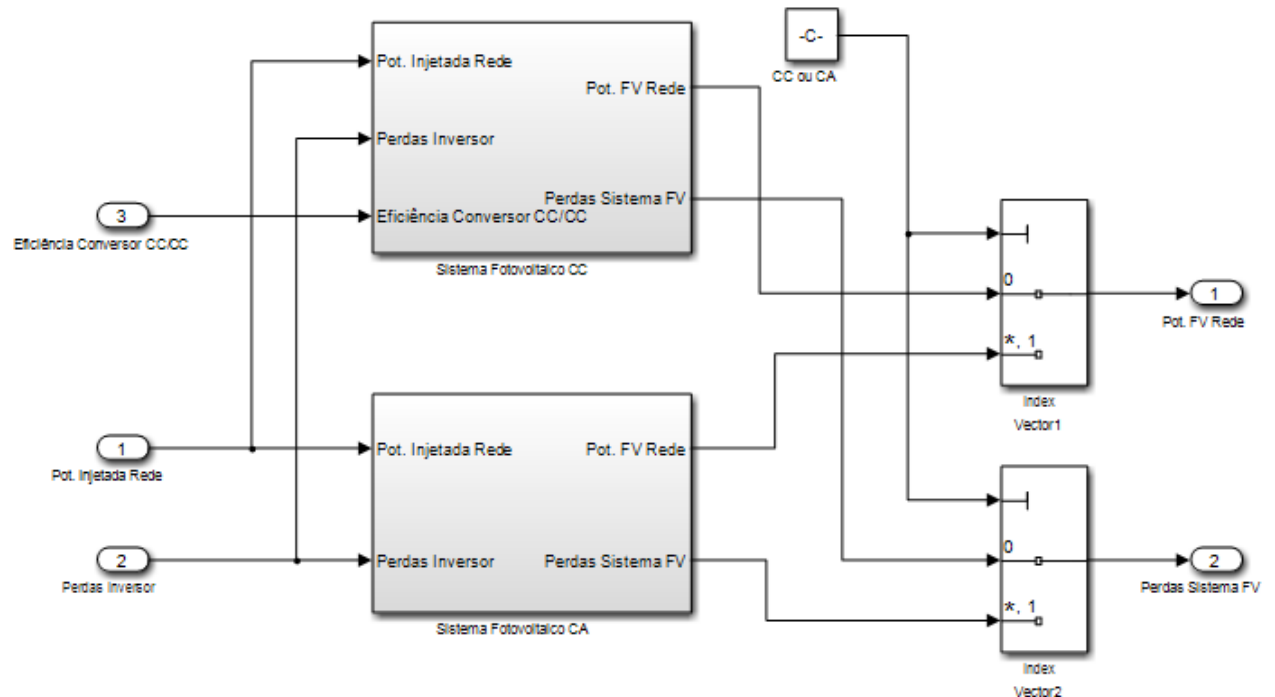 -C-
CC ou CA
Pot. Injetada Rede
Pot. FV Rede
Perdas Inversor
Perdas Sistema FV
Eficiência Conversor CC/CC
3
Eficiência Conversor CC/CC
Sistema Fotovoltaico CC
0
*, 1
1
Pot. FV Rede
Index
Vector1
1
Pot. Injetada Rede
Pot. Injetada Rede
Pot. FV Rede
2
Perdas Inversor
Perdas Inversor
Perdas Sistema FV
Sistema Fotovoltaico CA
0
*, 1
2
Perdas Sistema FV
Index
Vector2